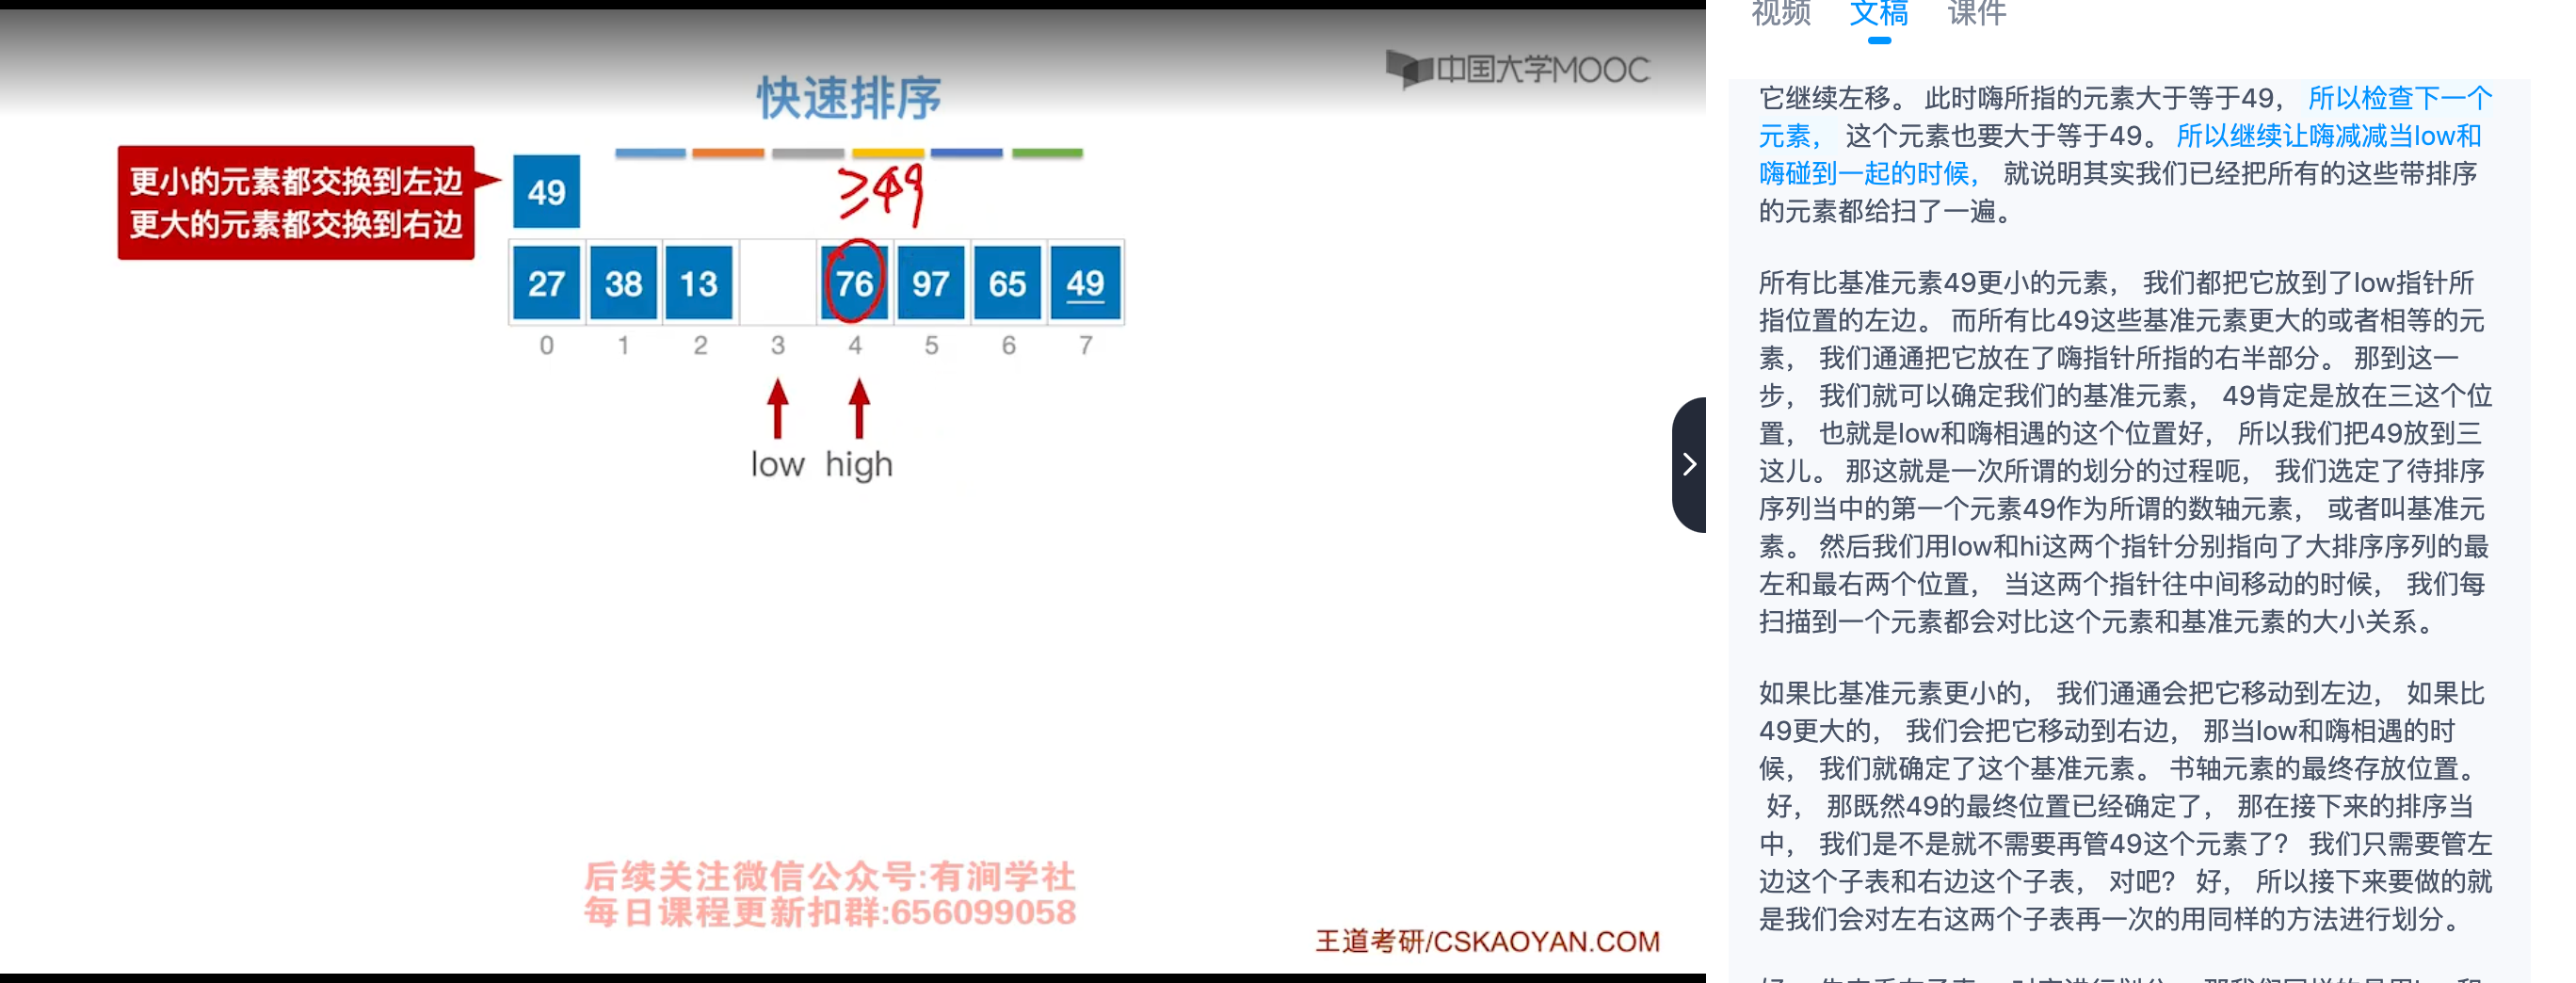 快速排序
中国大学MOOC
更小的元素都交换到左边
更大的元素都交换到右边
49
≥49
27 38 13 76 97 65 49
0 1 2 3 4 5 6 7
low high
后续关注微信公众号:有涧学社
每日课程更新扣群:656099058
王道考研/CSKAOYAN.COM
视频 文稿 课件
它继续左移。 此时嗨所指的元素大于等于49， 所以检查下一个
元素， 这个元素也要大于等于49。 所以继续让嗨减减当low和
嗨碰到一起的时候， 就说明其实我们已经把所有的这些带排序
的元素都给扫了一遍。
所有比基准元素49更小的元素， 我们都把它放到了low指针所
指位置的左边。 而所有比49这些基准元素更大的或者相等的元
素， 我们通通把它放在了嗨指针所指的右半部分。 那到这一
步， 我们就可以确定我们的基准元素， 49肯定是放在三这个位
置， 也就是low和嗨相遇的这个位置好， 所以我们把49放到三
这儿。 那这就是一次所谓的划分的过程呃， 我们选定了待排序
序列当中的第一个元素49作为所谓的数轴元素， 或者叫基准元
素。 然后我们用low和hi这两个指针分别指向了大排序序列的最
左和最右两个位置， 当这两个指针往中间移动的时候， 我们每
扫描到一个元素都会对比这个元素和基准元素的大小关系。
如果比基准元素更小的， 我们通通会把它移动到左边， 如果比
49更大的， 我们会把它移动到右边， 那当low和嗨相遇的时
候， 我们就确定了这个基准元素。 书轴元素的最终存放位置。
好， 那既然49的最终位置已经确定了， 那在接下来的排序当
中， 我们是不是就不需要再管49这个元素了? 我们只需要管左
边这个子表和右边这个子表， 对吧? 好， 所以接下来要做的就
是我们会对左右这两个子表再一次的用同样的方法进行划分。